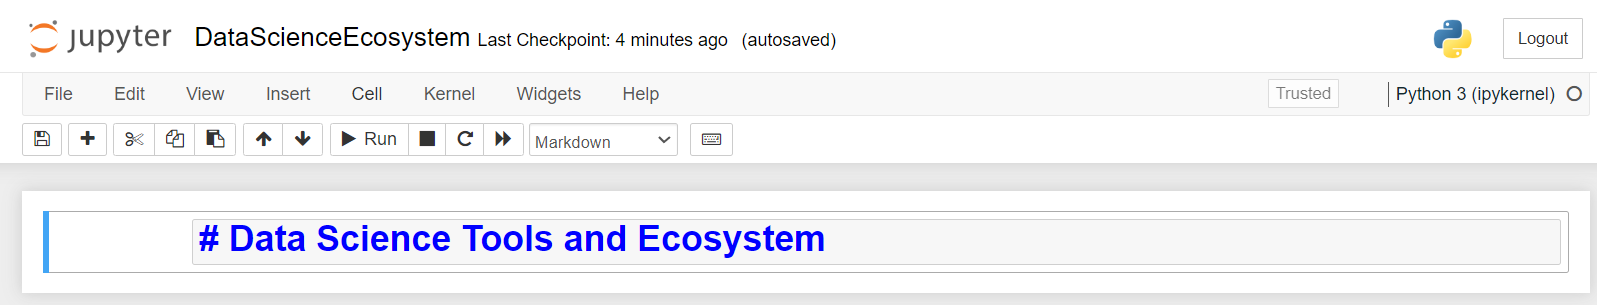 jupyter DataScienceEcosystem Last Checkpoint: 4 minutes ago (autosaved) Logout
File Edit View Insert Cell Kernel Widgets Help Trusted Python 3 (ipykernel)
Run Markdown
# Data Science Tools and Ecosystem